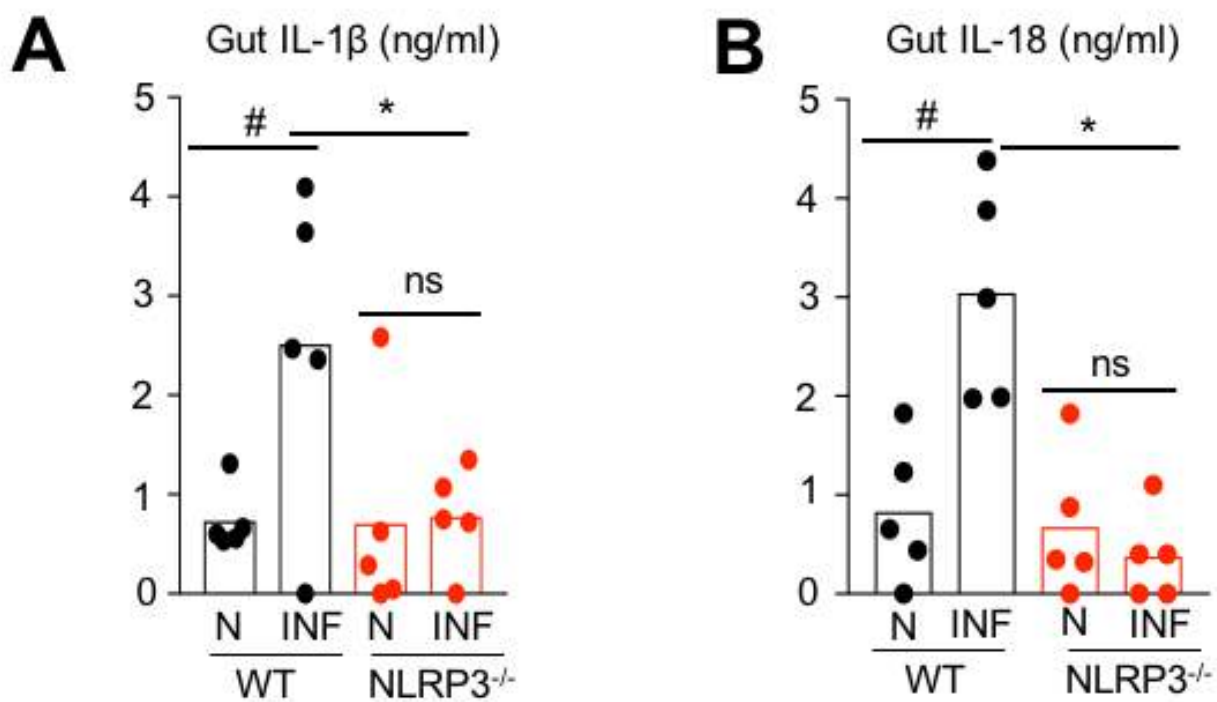 A
Gut IL-1β (ng/ml)
5
4
3
2
1
0
#
*
ns
N INF N INF
WT NLRP3-/-
B
Gut IL-18 (ng/ml)
5
4
3
2
1
0
#
*
ns
N INF N INF
WT NLRP3-/-